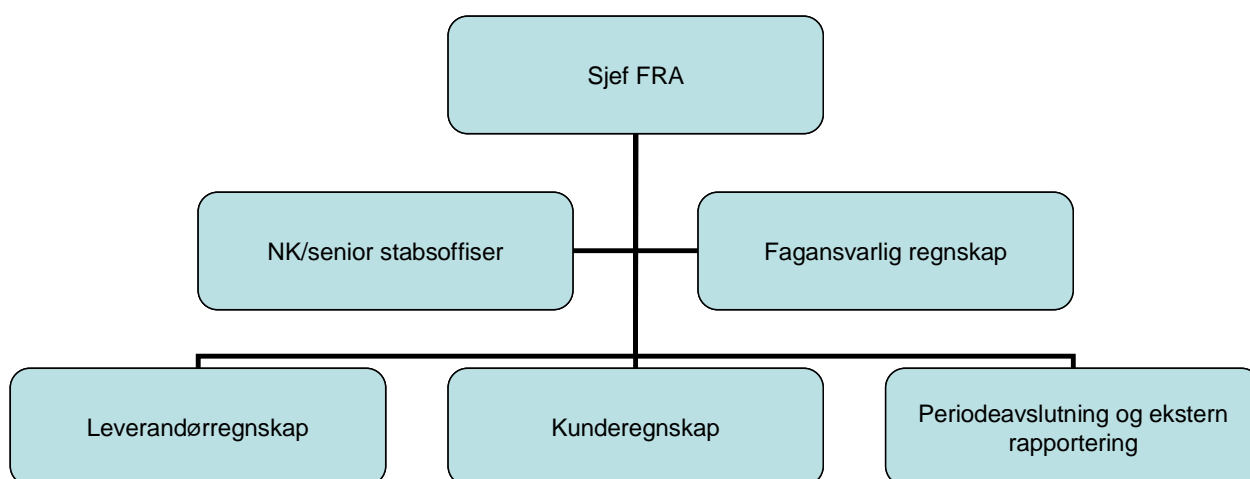 Sjef FRA
NK/senior stabsoffiser
Fagansvarlig regnskap
Leverandørregnskap
Kunderegnskap
Periodeavslutning og ekstern
rapportering